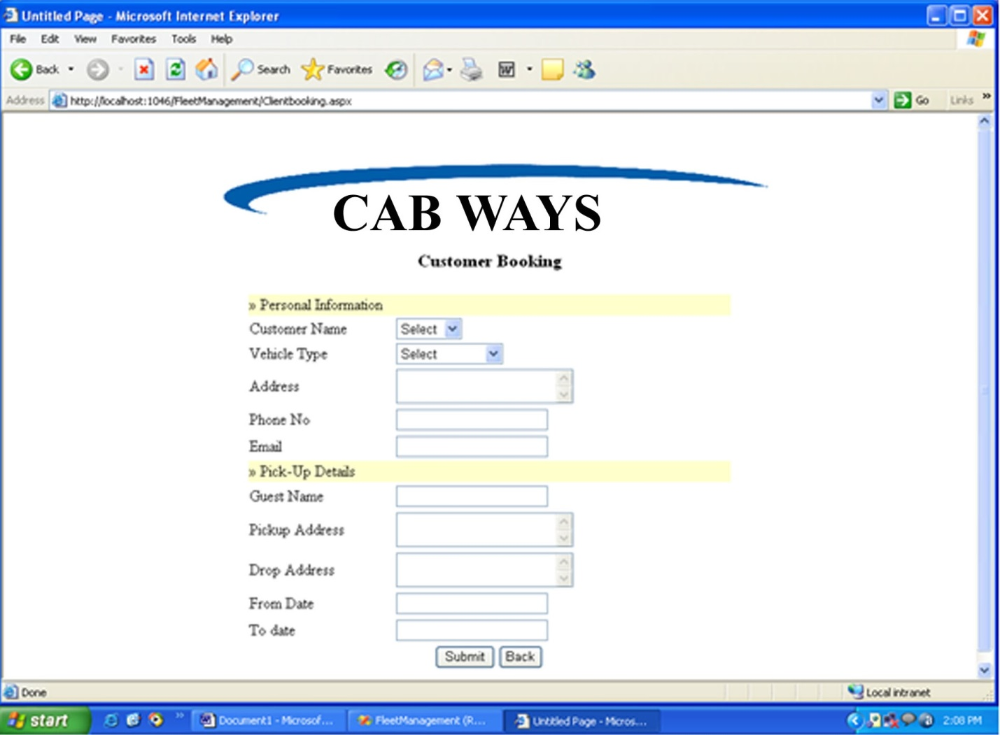 Untitled Page - Microsoft Internet Explorer
File Edit View Favorites Tools Help
Back Search Favorites
Address http://localhost:1046/FleetManagement/Clientbooking.aspx Go Links »
CAB WAYS
Customer Booking
» Personal Information
Customer Name Select
Vehicle Type Select
Address
Phone No
Email
» Pick-Up Details
Guest Name
Pickup Address
Drop Address
From Date
To date
Submit Back
Done Local intranet
start » Document1 - Microsof... FleetManagement (R... Untitled Page - Micros... 2:08 PM